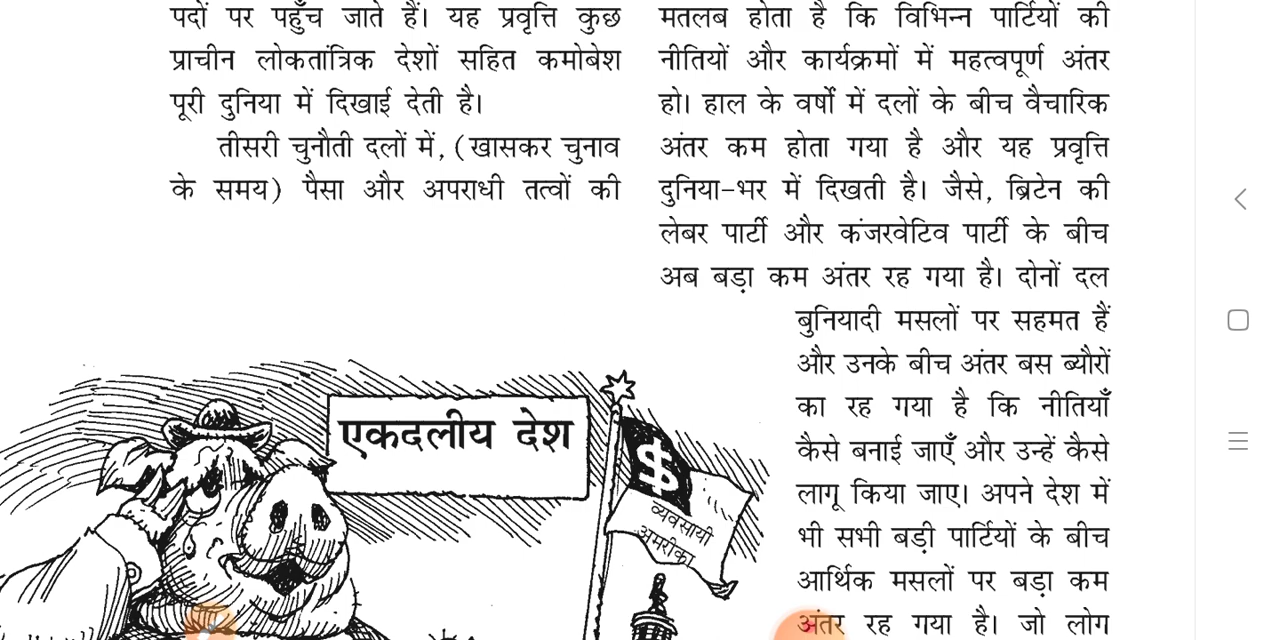 पदों पर पहुँच जाते हैं। यह प्रवृत्ति कुछ
प्राचीन लोकतांत्रिक देशों सहित कमोबेश
पूरी दुनिया में दिखाई देती है।
तीसरी चुनौती दलों में, (खासकर चुनाव
के समय) पैसा और अपराधी तत्वों की
मतलब होता है कि विभिन्न पार्टियों की
नीतियों और कार्यक्रमों में महत्वपूर्ण अंतर
हो। हाल के वर्षों में दलों के बीच वैचारिक
अंतर कम होता गया है और यह प्रवृत्ति
दुनिया-भर में दिखती है। जैसे, ब्रिटेन की
लेबर पार्टी और कंजरवेटिव पार्टी के बीच
अब बड़ा कम अंतर रह गया है। दोनों दल
बुनियादी मसलों पर सहमत हैं
और उनके बीच अंतर बस ब्यौरों
का रह गया है कि नीतियाँ
कैसे बनाई जाएँ और उन्हें कैसे
लागू किया जाए। अपने देश में
भी सभी बड़ी पार्टियों के बीच
आर्थिक मसलों पर बड़ा कम
अंतर रह गया है। जो लोग
एकदलीय देश
$
व्यवसायी
अमरीका